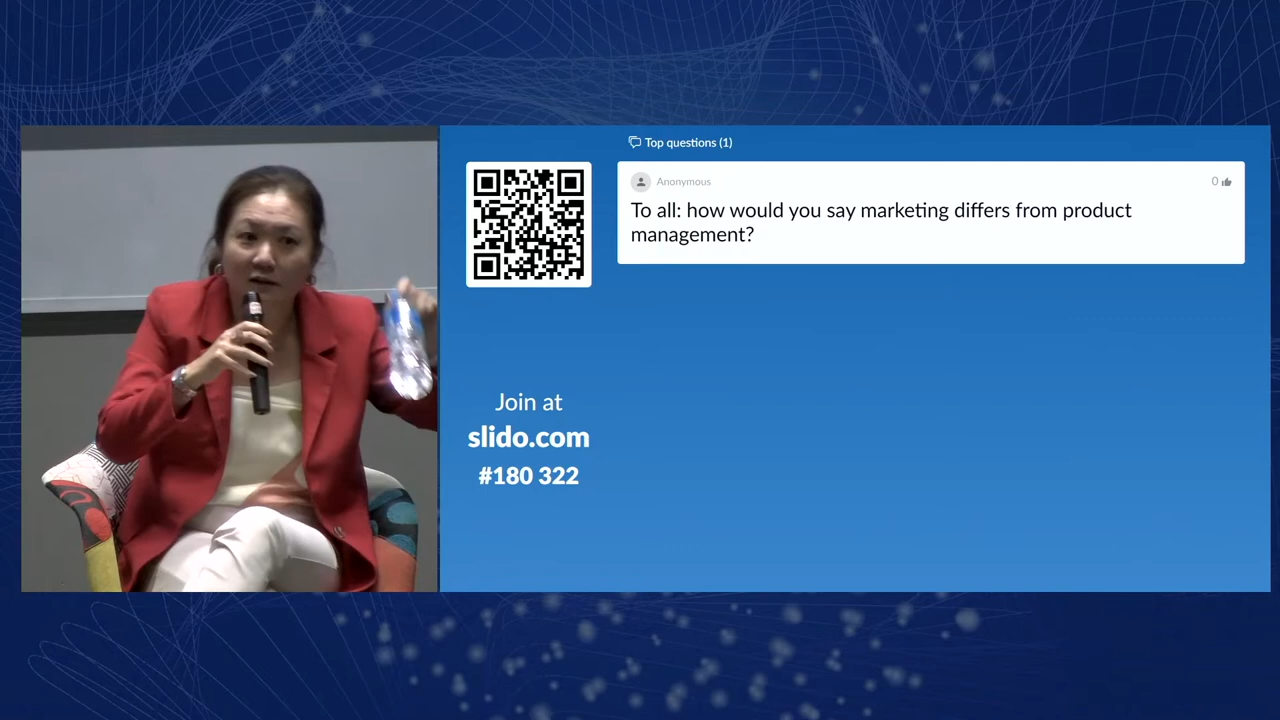 Top questions (1)
Anonymous
0
To all: how would you say marketing differs from product
management?
Join at
slido.com
#180 322